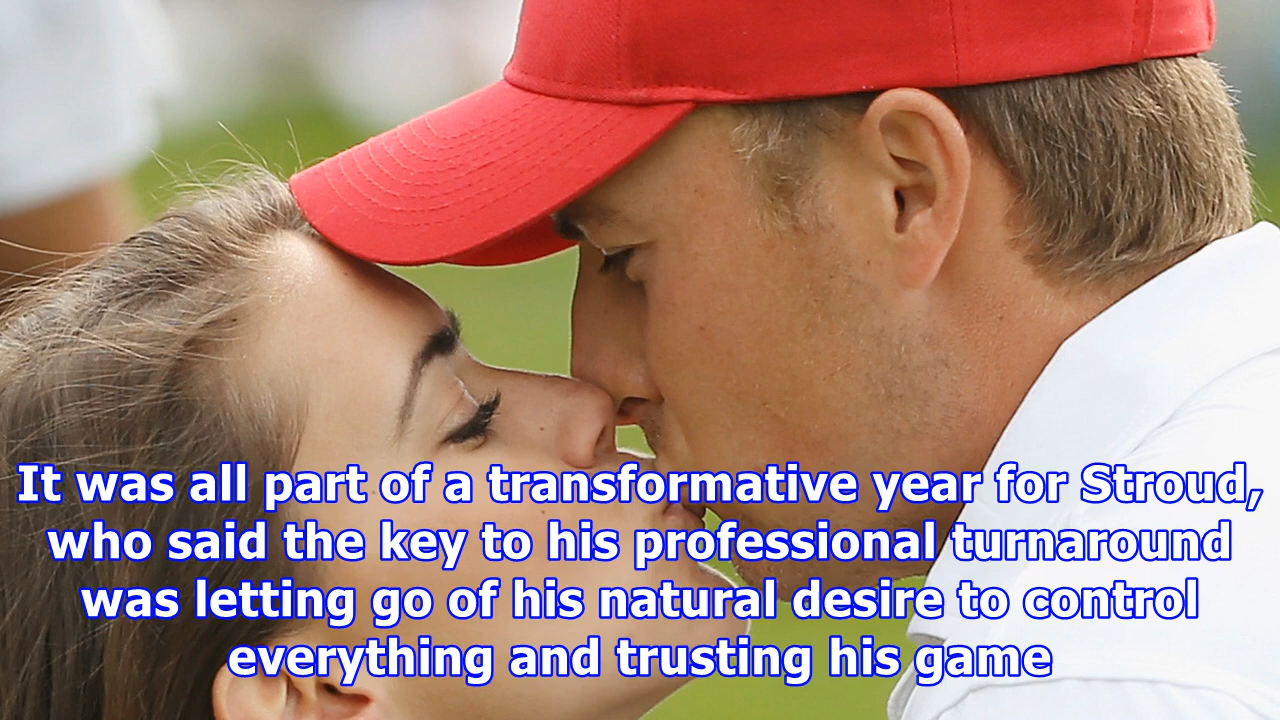 It was all part of a transformative year for Stroud,
who said the key to his professional turnaround
was letting go of his natural desire to control
everything and trusting his game